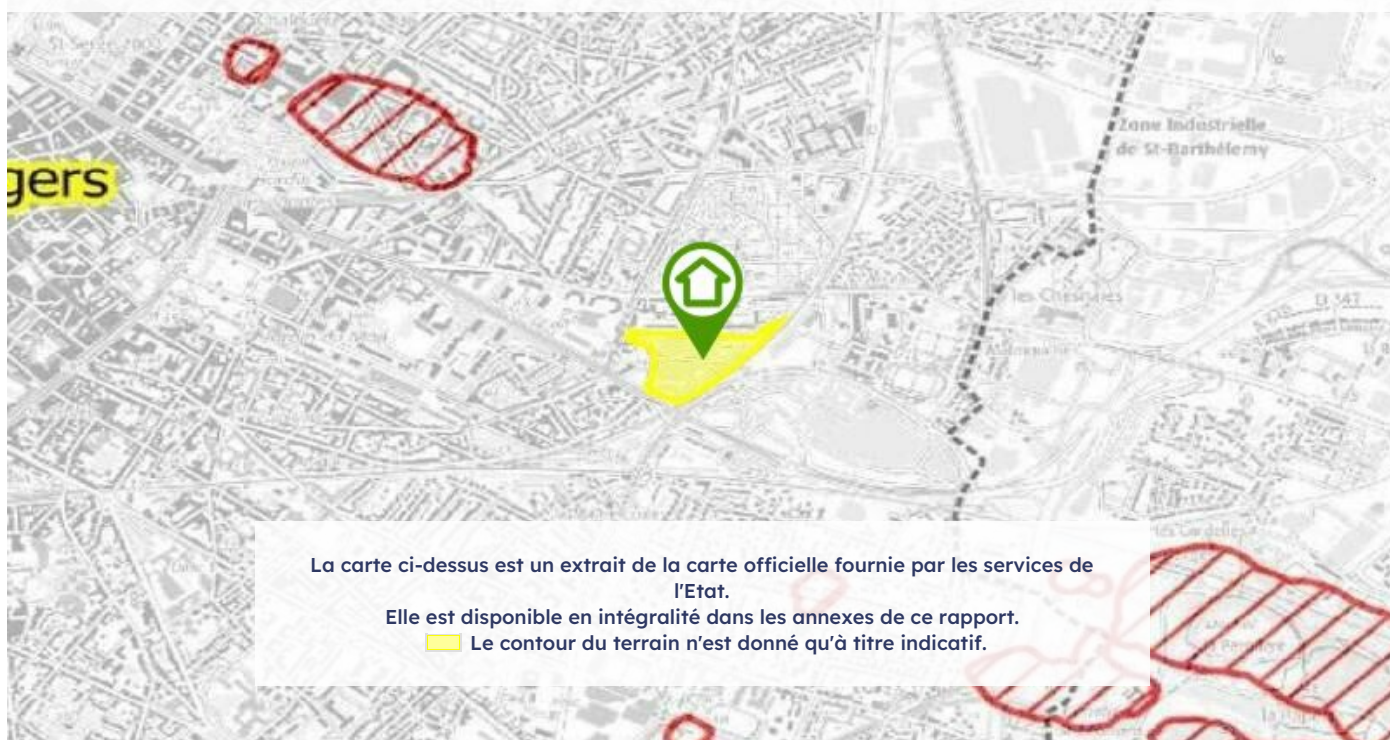 St-Serge
gers
Zone Industrielle
de St-Barthélemy
les Chesnaies
La carte ci-dessus est un extrait de la carte officielle fournie par les services de
l'Etat.
Elle est disponible en intégralité dans les annexes de ce rapport.
Le contour du terrain n'est donné qu'à titre indicatif.